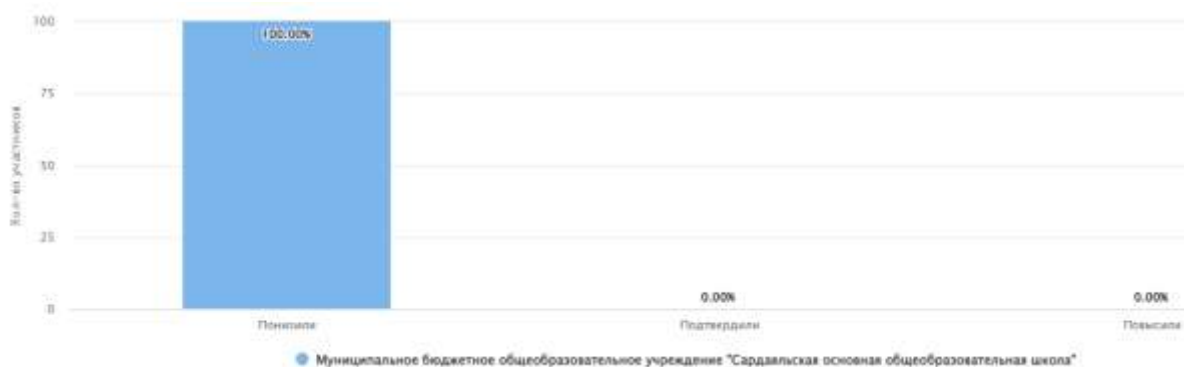 100
100.00%
75
50
25
0
0.00%
0.00%
Кол-во участников
Понизили
Подтвердили
Повысили
Муниципальное бюджетное общеобразовательное учреждение "Сардаяльская основная общеобразовательная школа"